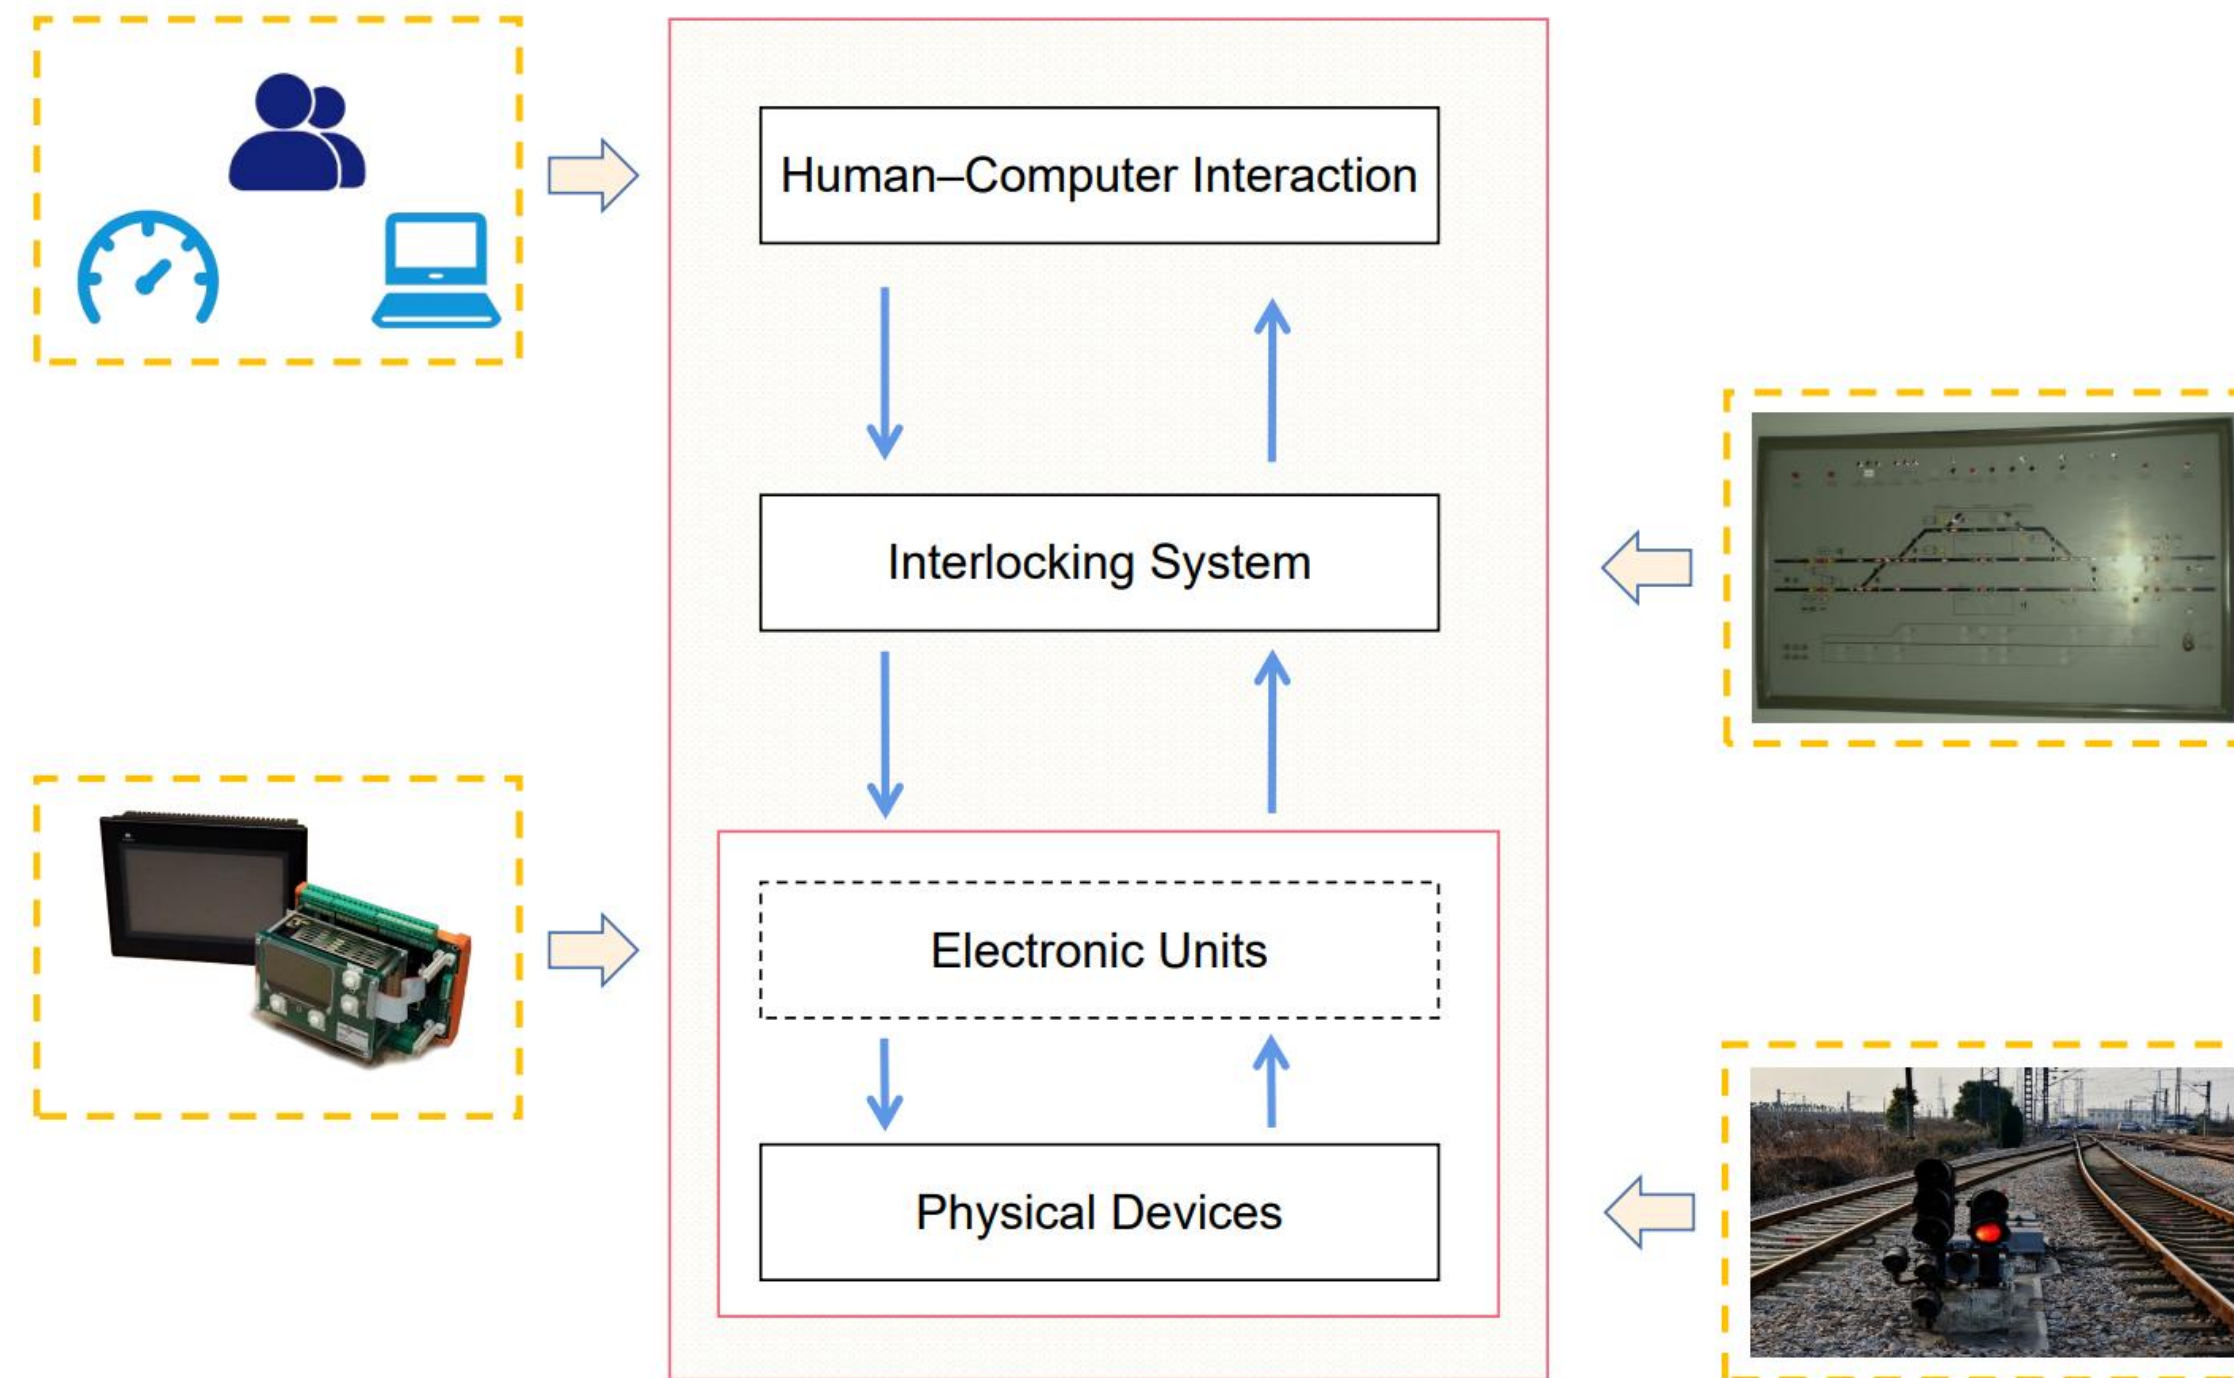 Human–Computer Interaction
Interlocking System
Electronic Units
Physical Devices